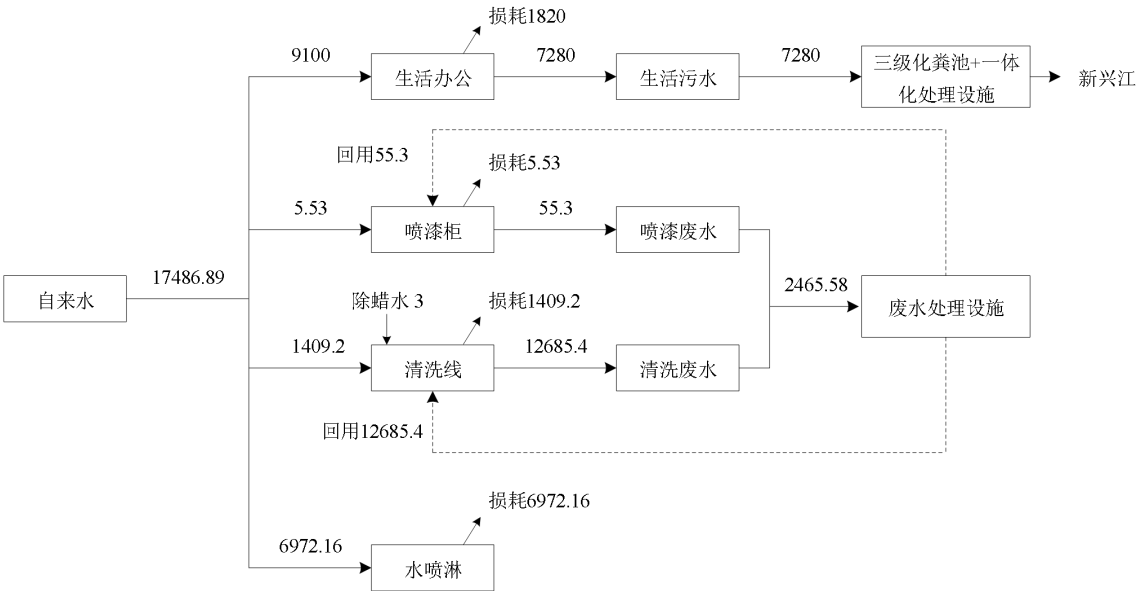 损耗1820
9100
生活办公
7280
生活污水
7280
三级化粪池+一体
化处理设施
新兴江
回用55.3
损耗5.53
5.53
喷漆柜
55.3
喷漆废水
自来水
17486.89
2465.58
废水处理设施
除蜡水 3
损耗1409.2
1409.2
清洗线
12685.4
清洗废水
回用12685.4
损耗6972.16
6972.16
水喷淋